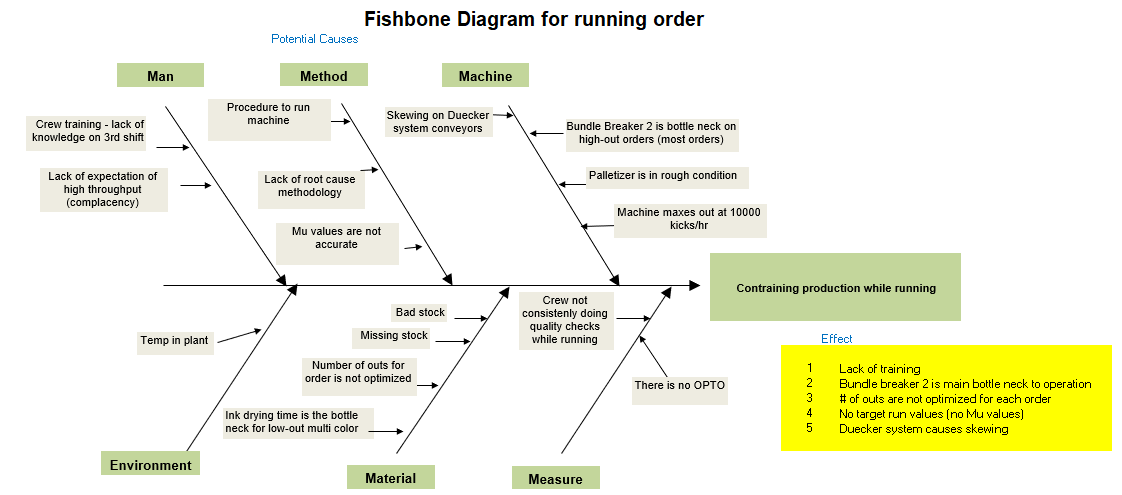 Fishbone Diagram for running order
Potential Causes
Man
Method
Machine
Procedure to run
machine
Skewing on Duecker
system conveyors
Crew training - lack of
knowledge on 3rd shift
Bundle Breaker 2 is bottle neck on
high-out orders (most orders)
Lack of expectation of
high throughput
(complacency)
Lack of root cause
methodology
Palletizer is in rough condition
Machine maxes out at 10000
kicks/hr
Mu values are not
accurate
Contraining production while running
Effect
Temp in plant
Bad stock
Missing stock
Number of outs for
order is not optimized
Ink drying time is the bottle
neck for low-out multi color
Crew not
consistenly doing
quality checks
while running
There is no OPTO
1 Lack of training
2 Bundle breaker 2 is main bottle neck to operation
3 # of outs are not optimized for each order
4 No target run values (no Mu values)
5 Duecker system causes skewing
Environment
Material
Measure